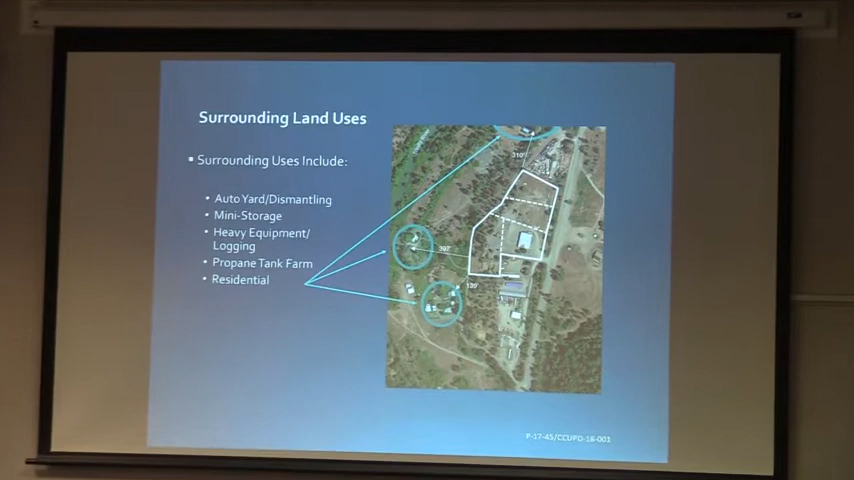 Surrounding Land Uses
▪ Surrounding Uses Include:
• Auto Yard/Dismantling
• Mini-Storage
• Heavy Equipment/
Logging
• Propane Tank Farm
• Residential
310'
397'
139'
P-17-45/CCUPD-16-001